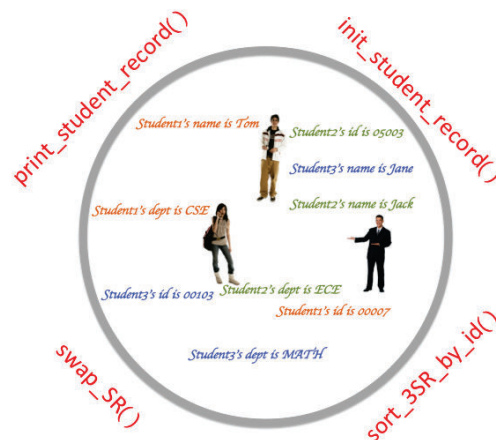 print_student_record()
init_student_record()
Student1's name is Tom
Student2's id is 05003
Student3's name is Jane
Student2's name is Jack
Student1's dept is CSE
Student2's dept is ECE
Student3's id is 00103
Student1's id is 00007
Student3's dept is MATH
swap_SR()
sort_3SR_by_id()